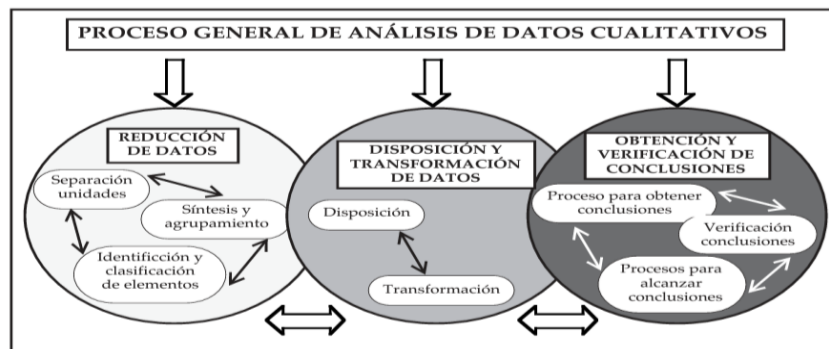 PROCESO GENERAL DE ANÁLISIS DE DATOS CUALITATIVOS
REDUCCIÓN
DE DATOS
Separación
unidades
Síntesis y
agrupamiento
Identificción y
clasificación
de elementos
DISPOSICIÓN Y
TRANSFORMACIÓN
DE DATOS
Disposición
Transformación
OBTENCIÓN Y
VERIFICACIÓN DE
CONCLUSIONES
Proceso para obtener
conclusiones
Verificación
conclusiones
Procesos para
alcanzar
conclusiones